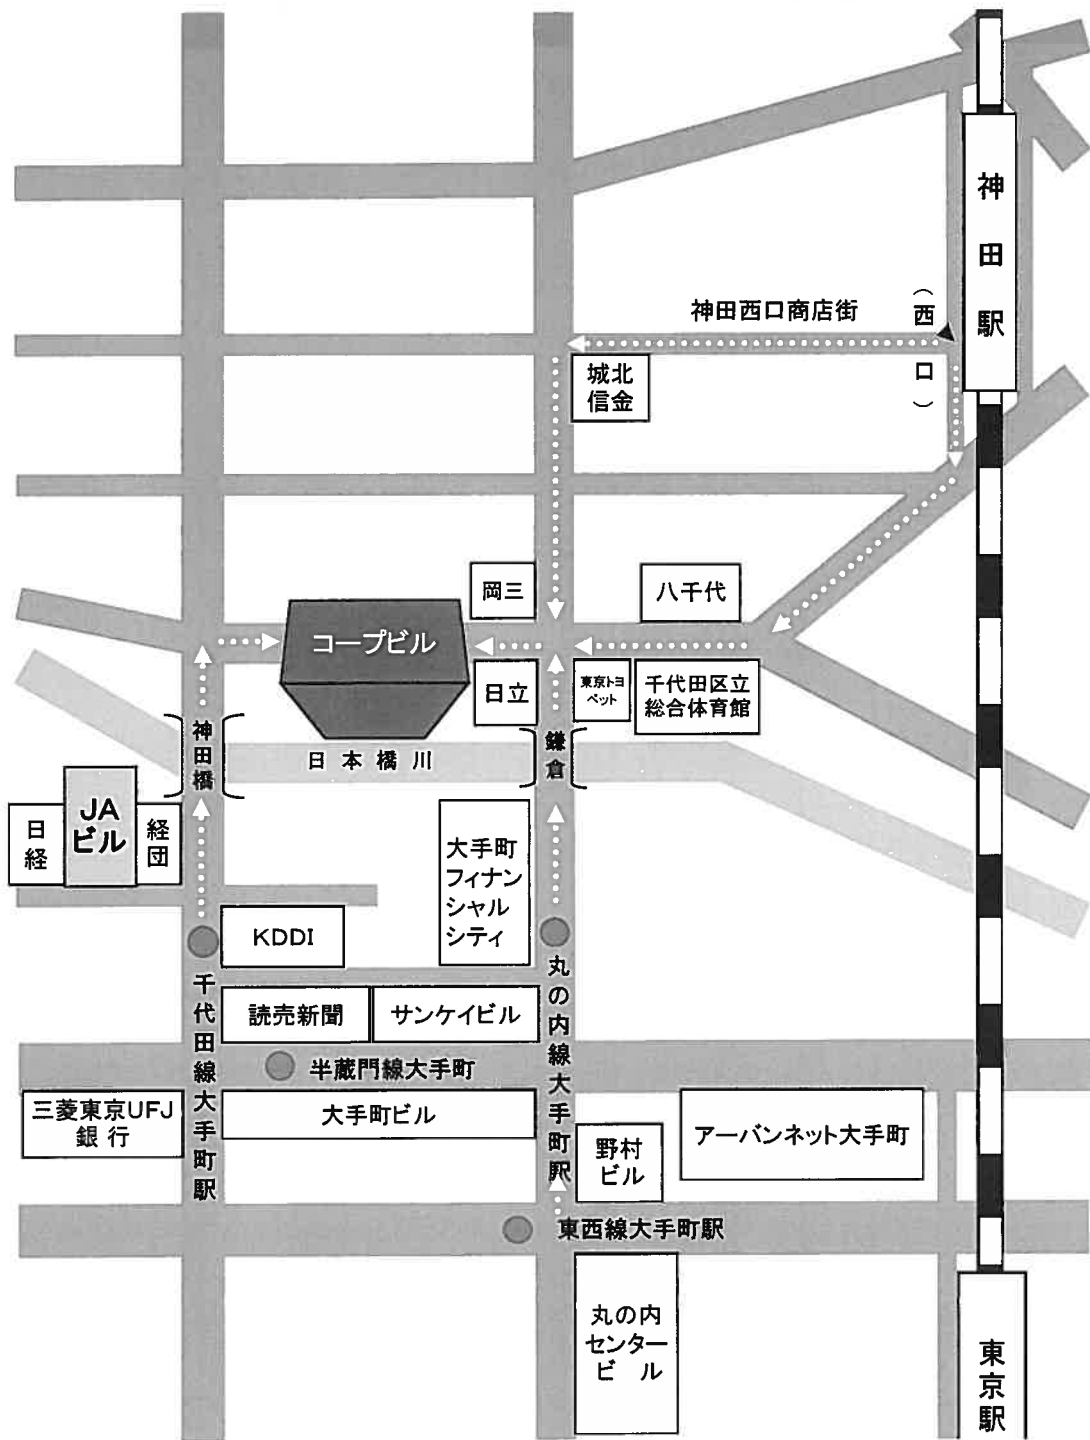 神田駅
（西口）
神田西口商店街
城北
信金
岡三
八千代
コープビル
日立
東京トヨ
ペット
千代田区立
総合体育館
神田橋
日本橋川
鎌倉
日経
JA
ビル
経団
大手町
フィナン
シャル
シティ
KDDI
千代田線大手町駅
丸の内線大手町駅
読売新聞
サンケイビル
半蔵門線大手町
三菱東京UFJ
銀行
大手町ビル
アーバンネット大手町
野村
ビル
東西線大手町駅
丸の内
センター
ビル
東京駅